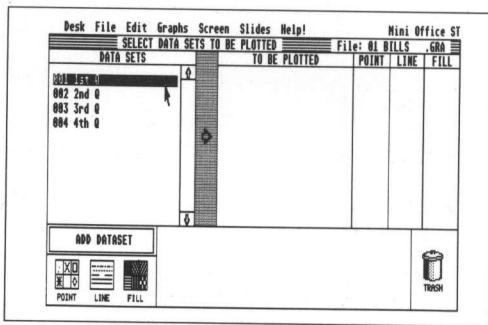 Desk File Edit Graphs Screen Slides Help! Mini Office ST
SELECT DATA SETS TO BE PLOTTED File: 01 BILLS .GRA
DATA SETS TO BE PLOTTED POINT LINE FILL
001 1st Q
002 2nd Q
003 3rd Q
004 4th Q
ADD DATASET
POINT LINE FILL
TRASH